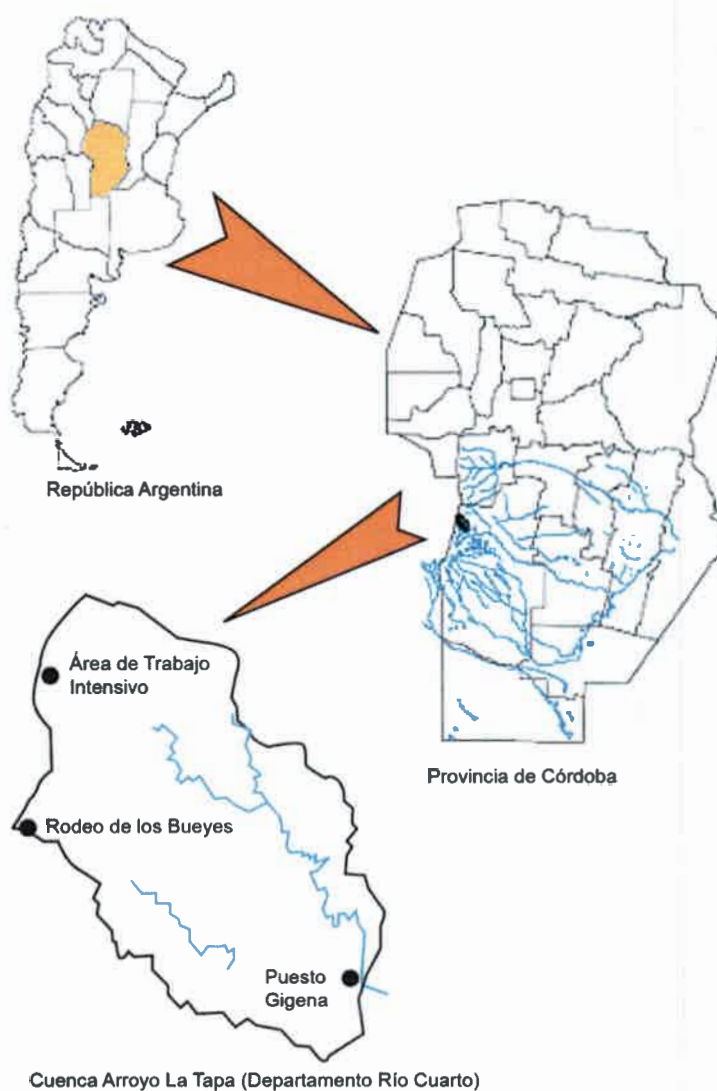 República Argentina
Provincia de Córdoba
Área de Trabajo
Intensivo
Rodeo de los Bueyes
Puesto
Gigena
Cuenca Arroyo La Tapa (Departamento Río Cuarto)